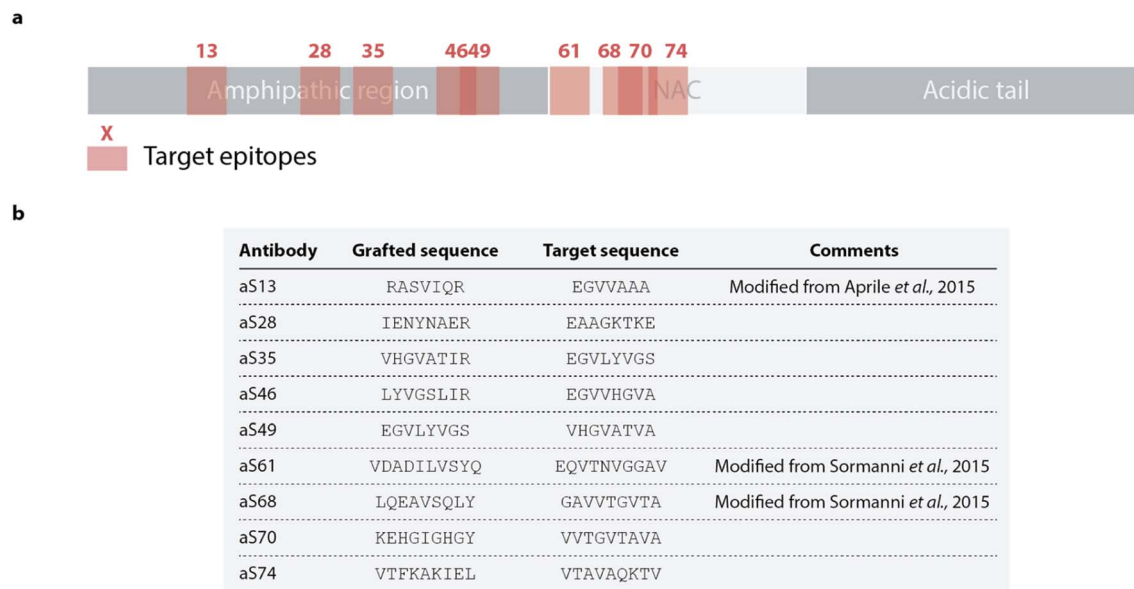 a
13 28 35 4649 61 68 70 74
Amphipathic region NAC Acidic tail
X
Target epitopes
b
Antibody Grafted sequence Target sequence Comments
aS13 RASVIQR EGVVAAA Modified from Aprile et al., 2015
aS28 IENYNAER EAAGKTKE
aS35 VHGVATIR EGVLYVGS
aS46 LYVGSLIR EGVVHGVA
aS49 EGVLYVGS VHGVATVA
aS61 VDADILVSYQ EQVTNVGGAV Modified from Sormanni et al., 2015
aS68 LQEAVSQLY GAVVTGVTA Modified from Sormanni et al., 2015
aS70 KEHGIGHGY VVTGVTAVA
aS74 VTFKAKIEL VTAVAQKTV